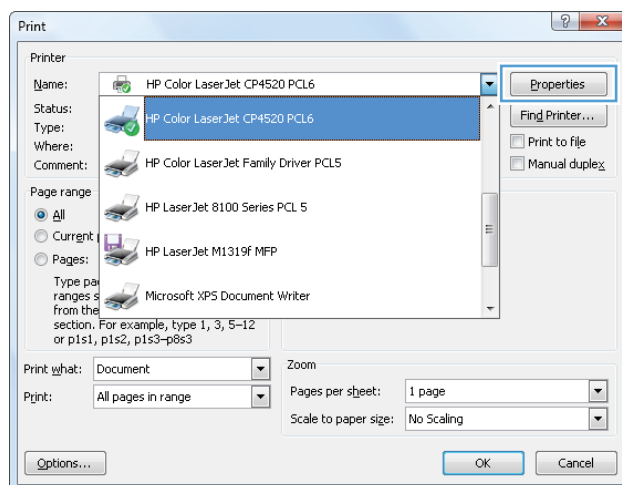 Print
Printer
Name: HP Color LaserJet CP4520 PCL6 Properties
Status: HP Color LaserJet CP4520 PCL6 Find Printer...
Type:
Where: Print to file
Comment: HP Color LaserJet Family Driver PCL5 Manual duplex
Page range HP LaserJet 8100 Series PCL 5
All
Current
Pages: HP LaserJet M1319f MFP
Type
ranges Microsoft XPS Document Writer
from the
section. For example, type 1, 3, 5–12
or p1s1, p1s2, p1s3–p8s3
Print what: Document Zoom
Print: All pages in range Pages per sheet: 1 page
Scale to paper size: No Scaling
Options... OK Cancel